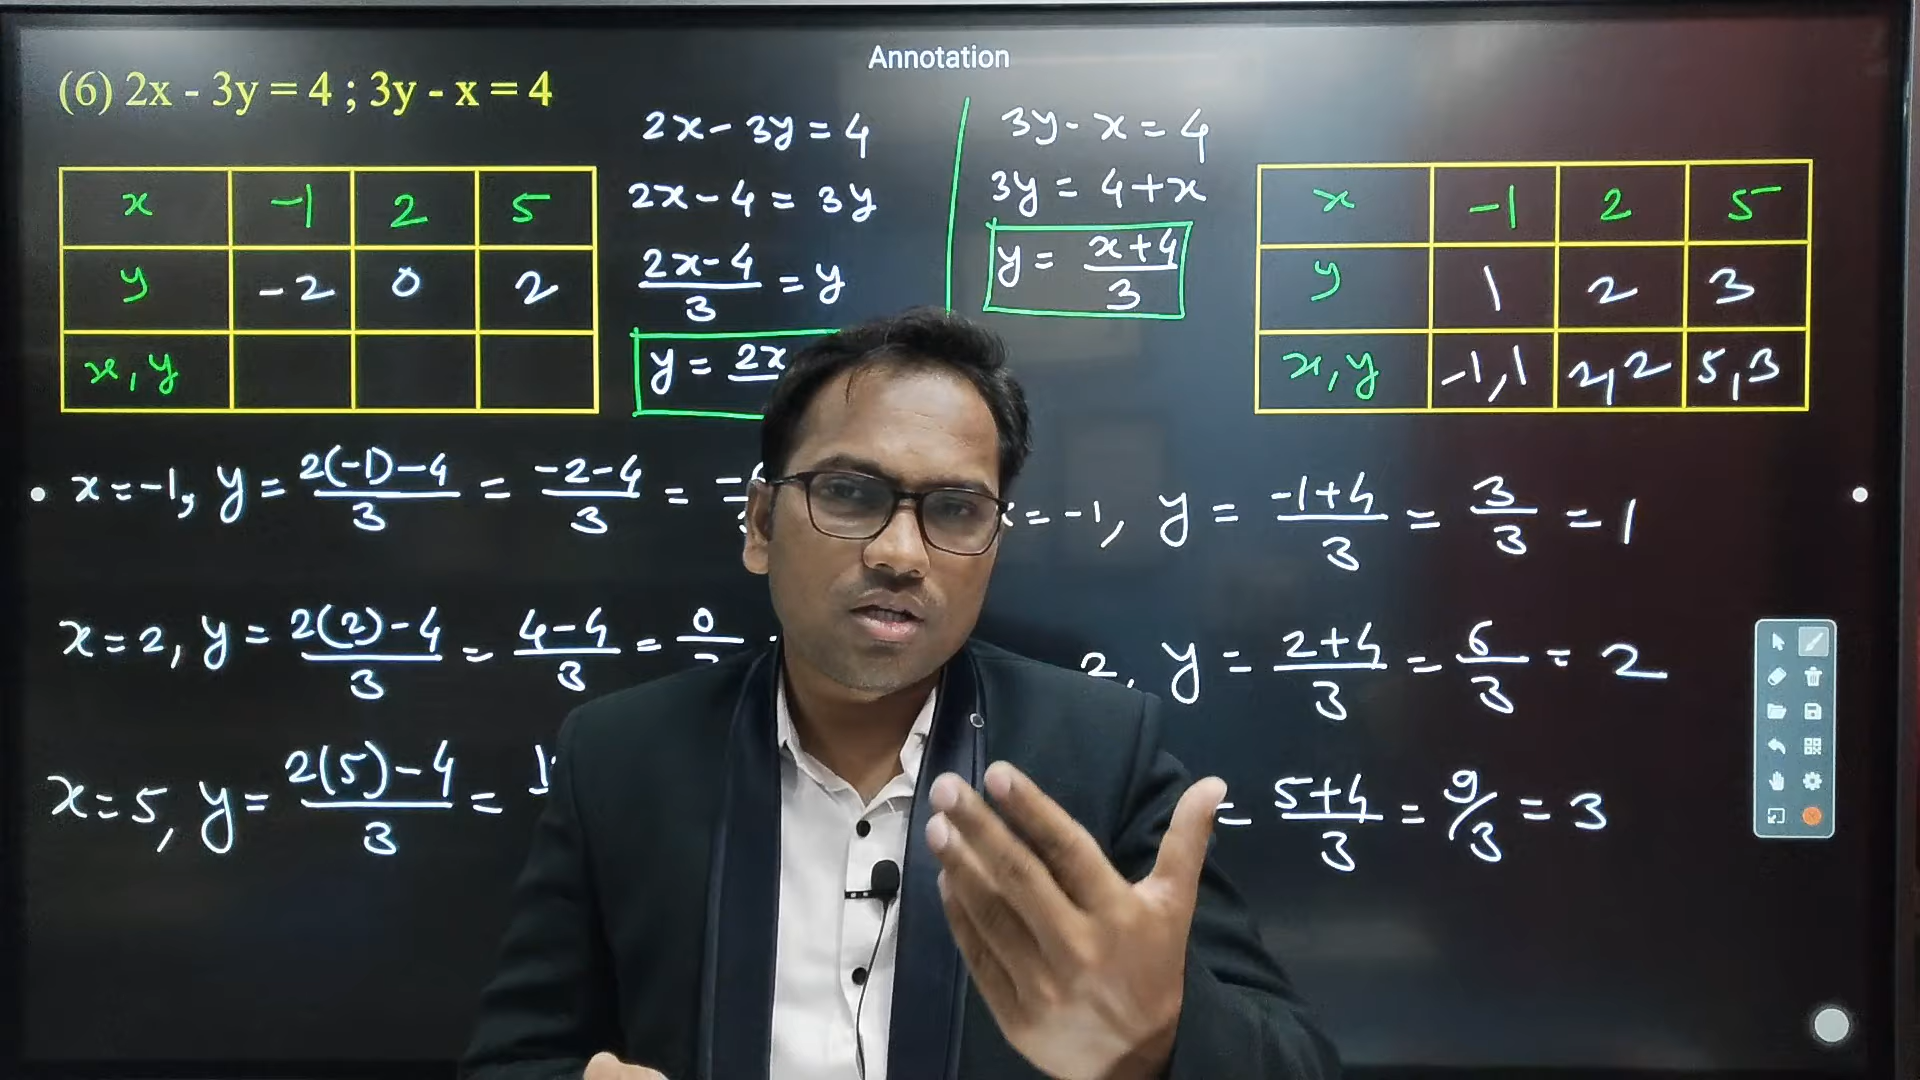 Annotation
(6) 2x - 3y = 4 ; 3y - x = 4
x -1 2 5
y -2 0 2
x,y
2x - 3y = 4
2x - 4 = 3y
(2x-4)/3 = y
y = 2x
3y - x = 4
3y = 4+x
y = (x+4)/3
x -1 2 5
y 1 2 3
x,y -1,1 2,2 5,3
x=-1, y = (2(-1)-4)/3 = (-2-4)/3 =
x=2, y = (2(2)-4)/3 = (4-4)/3 = 0
x=5, y = (2(5)-4)/3 =
= -1, y = (-1+4)/3 = 3/3 = 1
2, y = (2+4)/3 = 6/3 = 2
= (5+4)/3 = 9/3 = 3